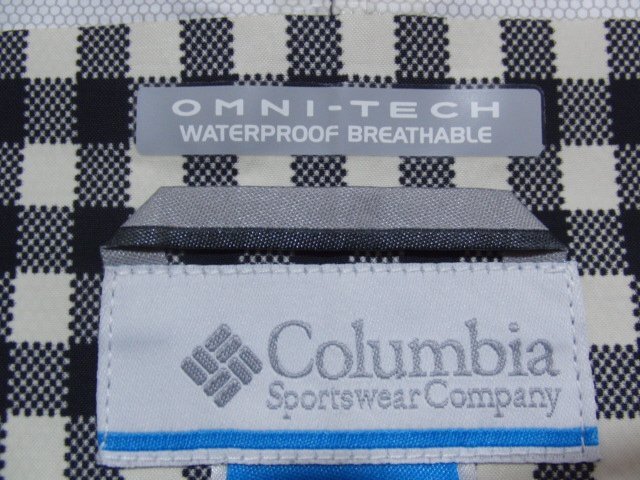 OMNI-TECH
WATERPROOF BREATHABLE
Columbia
Sportswear Company